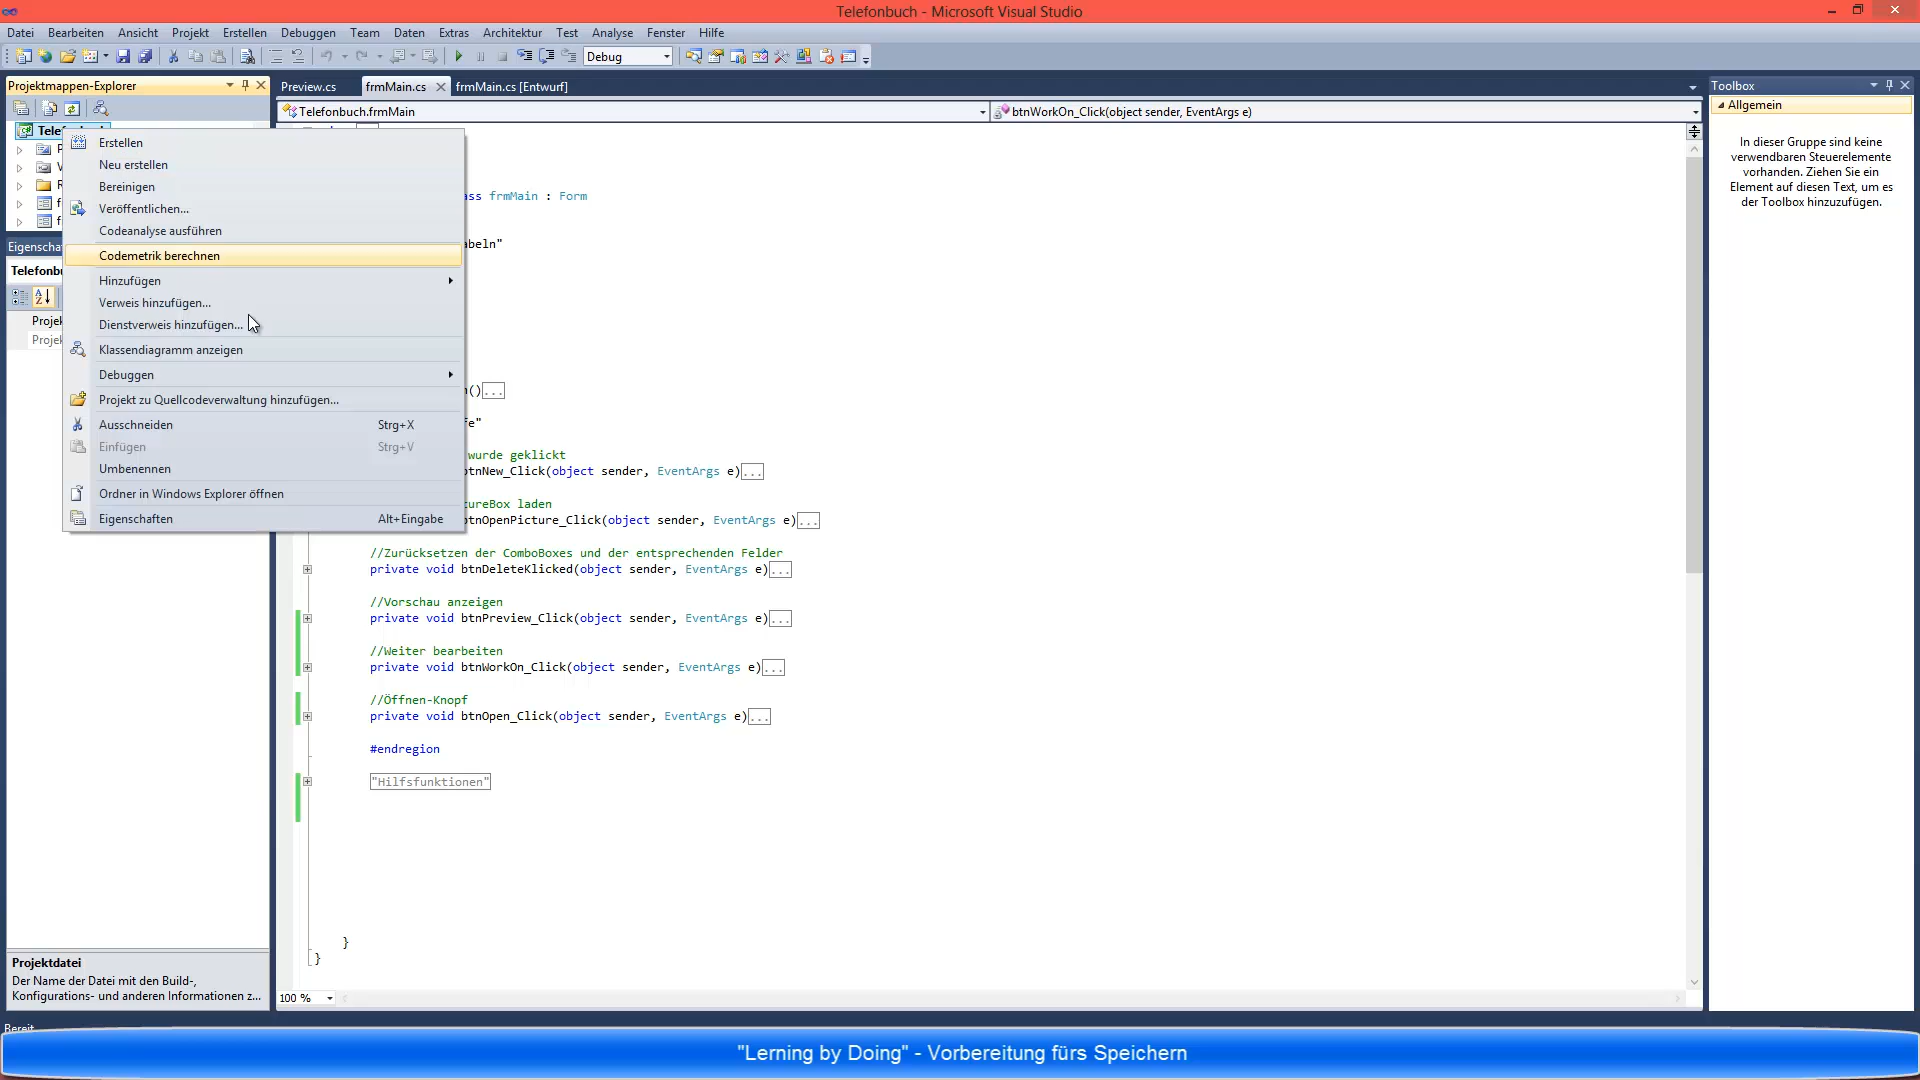 Telefonbuch - Microsoft Visual Studio
Datei Bearbeiten Ansicht Projekt Erstellen Debuggen Team Daten Extras Architektur Test Analyse Fenster Hilfe
Debug
Projektmappen-Explorer
Preview.cs frmMain.cs frmMain.cs [Entwurf]
Toolbox
Telefonbuch.frmMain
btnWorkOn_Click(object sender, EventArgs e)
Allgemein
In dieser Gruppe sind keine
verwendbaren Steuerelemente
vorhanden. Ziehen Sie ein
Element auf diesen Text, um es
der Toolbox hinzuzufügen.
Erstellen
Neu erstellen
Bereinigen
Veröffentlichen...
Codeanalyse ausführen
Codemetrik berechnen
Hinzufügen
Verweis hinzufügen...
Dienstverweis hinzufügen...
Klassendiagramm anzeigen
Debuggen
Projekt zu Quellcodeverwaltung hinzufügen...
Ausschneiden Strg+X
Einfügen Strg+V
Umbenennen
Ordner in Windows Explorer öffnen
Eigenschaften Alt+Eingabe
ass frmMain : Form
abeln"
n()...
fe"
wurde geklickt
btnNew_Click(object sender, EventArgs e)...
tureBox laden
btnOpenPicture_Click(object sender, EventArgs e)...
//Zurücksetzen der ComboBoxes und der entsprechenden Felder
private void btnDeleteKlicked(object sender, EventArgs e)...
//Vorschau anzeigen
private void btnPreview_Click(object sender, EventArgs e)...
//Weiter bearbeiten
private void btnWorkOn_Click(object sender, EventArgs e)...
//Öffnen-Knopf
private void btnOpen_Click(object sender, EventArgs e)...
#endregion
"Hilfsfunktionen"
}
}
100 %
Projektdatei
Der Name der Datei mit den Build-,
Konfigurations- und anderen Informationen z...
"Lerning by Doing" - Vorbereitung fürs Speichern